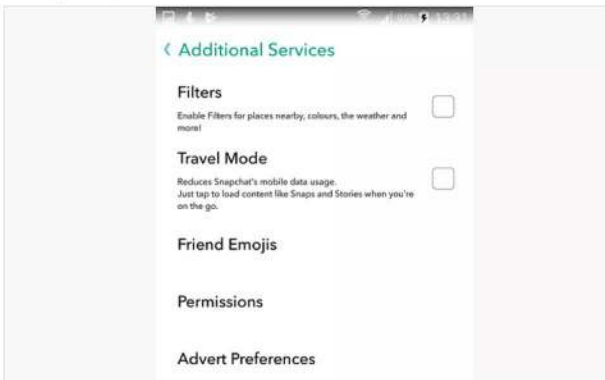 13:31
Additional Services
Filters
Enable Filters for places nearby, colours, the weather and
more!
Travel Mode
Reduces Snapchat's mobile data usage.
Just tap to load content like Snaps and Stories when you're
on the go.
Friend Emojis
Permissions
Advert Preferences